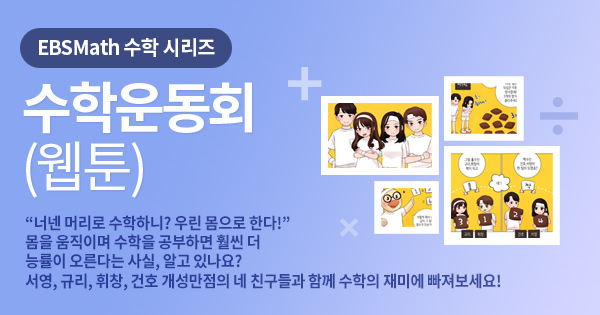 EBSMath 수학 시리즈
수학운동회
(웹툰)
“너넨 머리로 수학하니? 우린 몸으로 한다!”
몸을 움직이며 수학을 공부하면 훨씬 더
능률이 오른다는 사실, 알고 있나요?
서영, 규리, 휘창, 건호 개성만점의 네 친구들과 함께 수학의 재미에 빠져보세요!
3
1
2
4